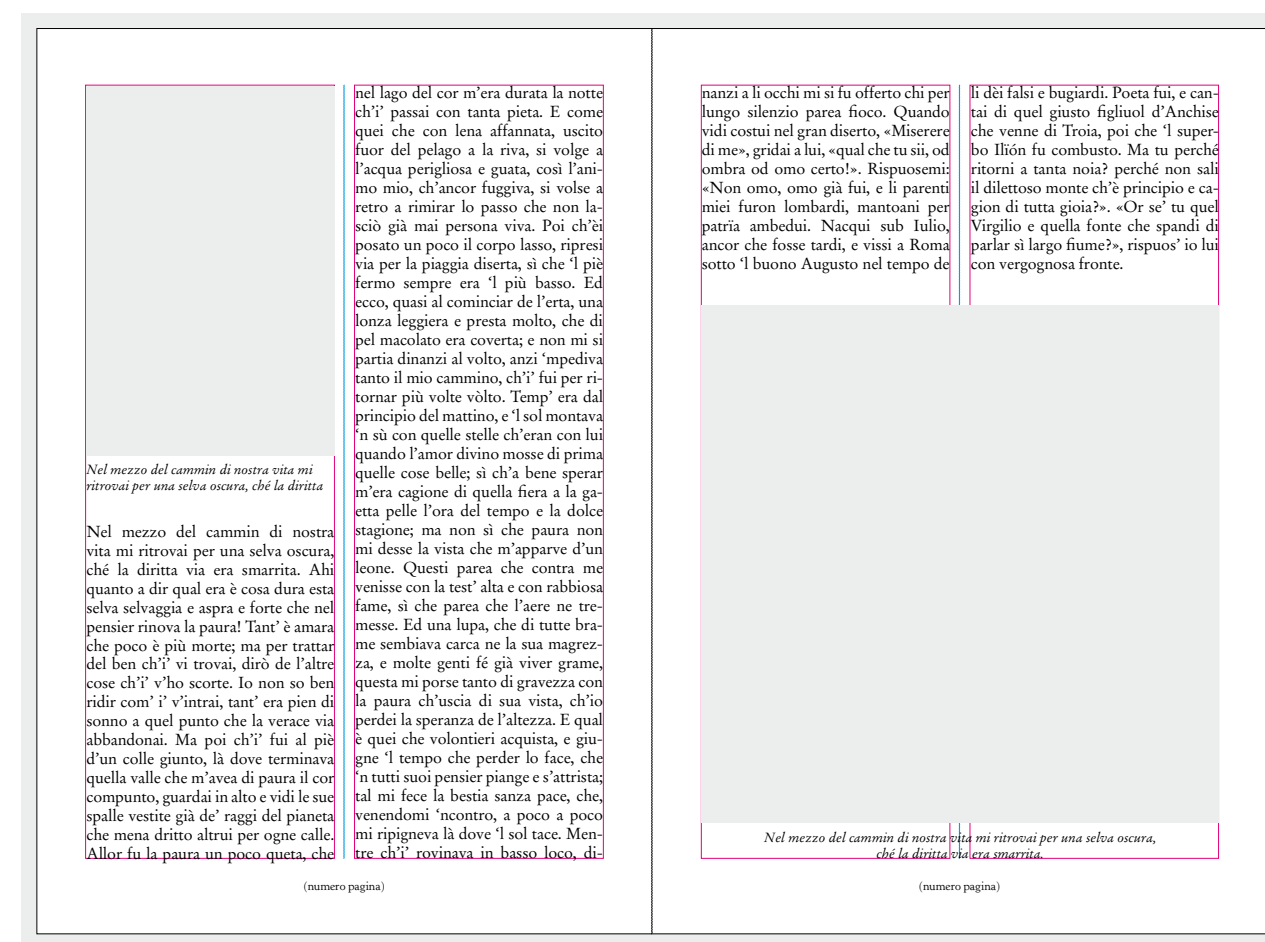 Nel mezzo del cammin di nostra vita mi
ritrovai per una selva oscura, ché la diritta
Nel mezzo del cammin di nostra
vita mi ritrovai per una selva oscura,
ché la diritta via era smarrita. Ahi
quanto a dir qual era è cosa dura esta
selva selvaggia e aspra e forte che nel
pensier rinova la paura! Tant’ è amara
che poco è più morte; ma per trattar
del ben ch’i’ vi trovai, dirò de l’altre
cose ch’i’ v’ho scorte. Io non so ben
ridir com’ i’ v’intrai, tant’ era pien di
sonno a quel punto che la verace via
abbandonai. Ma poi ch’i’ fui al piè
d’un colle giunto, là dove terminava
quella valle che m’avea di paura il cor
compunto, guardai in alto e vidi le sue
spalle vestite già de’ raggi del pianeta
che mena dritto altrui per ogne calle.
Allor fu la paura un poco queta, che
nel lago del cor m’era durata la notte
ch’i’ passai con tanta pieta. E come
quei che con lena affannata, uscito
fuor del pelago a la riva, si volge a
l’acqua perigliosa e guata, così l’ani-
mo mio, ch’ancor fuggiva, si volse a
retro a rimirar lo passo che non la-
sciò già mai persona viva. Poi ch’èi
posato un poco il corpo lasso, ripresi
via per la piaggia diserta, sì che ‘l piè
fermo sempre era ‘l più basso. Ed
ecco, quasi al cominciar de l’erta, una
lonza leggiera e presta molto, che di
pel macolato era coverta; e non mi si
partia dinanzi al volto, anzi ‘mpediva
tanto il mio cammino, ch’i’ fui per ri-
tornar più volte vòlto. Temp’ era dal
principio del mattino, e ‘l sol montava
‘n sù con quelle stelle ch’eran con lui
quando l’amor divino mosse di prima
quelle cose belle; sì ch’a bene sperar
m’era cagione di quella fiera a la ga-
etta pelle l’ora del tempo e la dolce
stagione; ma non sì che paura non
mi desse la vista che m’apparve d’un
leone. Questi parea che contra me
venisse con la test’ alta e con rabbiosa
fame, sì che parea che l’aere ne tre-
messe. Ed una lupa, che di tutte bra-
me sembiava carca ne la sua magrez-
za, e molte genti fé già viver grame,
questa mi porse tanto di gravezza con
la paura ch’uscia di sua vista, ch’io
perdei la speranza de l’altezza. E qual
è quei che volontieri acquista, e giu-
gne ‘l tempo che perder lo face, che
‘n tutti suoi pensier piange e s’attrista;
tal mi fece la bestia sanza pace, che,
venendomi ‘ncontro, a poco a poco
mi ripigneva là dove ‘l sol tace. Men-
tre ch’i’ rovinava in basso loco, di-
(numero pagina)
nanzi a li occhi mi si fu offerto chi per
lungo silenzio parea fioco. Quando
vidi costui nel gran diserto, «Miserere
di me», gridai a lui, «qual che tu sii, od
ombra od omo certo!». Rispuosemi:
«Non omo, omo già fui, e li parenti
miei furon lombardi, mantoani per
patrïa ambedui. Nacqui sub Iulio,
ancor che fosse tardi, e vissi a Roma
sotto ‘l buono Augusto nel tempo de
li dèi falsi e bugiardi. Poeta fui, e can-
tai di quel giusto figliuol d’Anchise
che venne di Troia, poi che ‘l super-
bo Ilïón fu combusto. Ma tu perché
ritorni a tanta noia? perché non sali
il dilettoso monte ch’è principio e ca-
gion di tutta gioia?». «Or se’ tu quel
Virgilio e quella fonte che spandi di
parlar sì largo fiume?», rispuos’ io lui
con vergognosa fronte.
Nel mezzo del cammin di nostra vita mi ritrovai per una selva oscura,
ché la diritta via era smarrita.
(numero pagina)